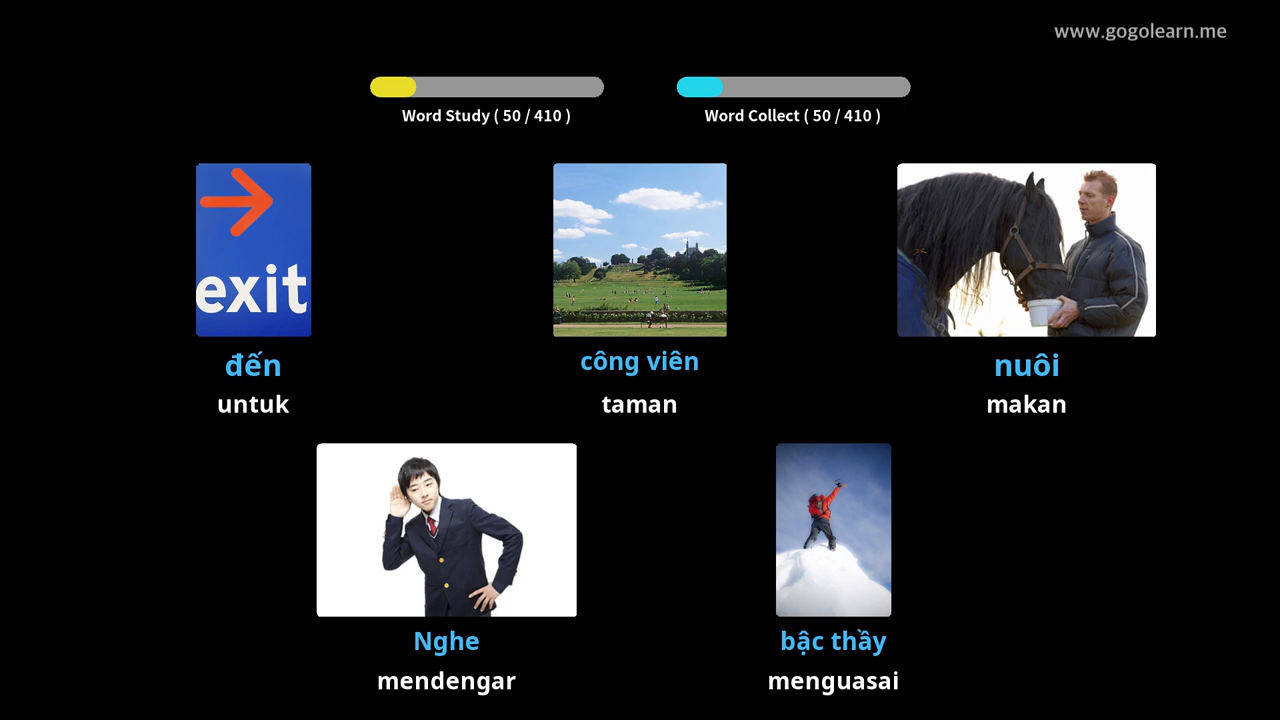 www.gogolearn.me
Word Study ( 50 / 410 )
Word Collect ( 50 / 410 )
exit
đến
untuk
công viên
taman
nuôi
makan
Nghe
mendengar
bậc thầy
menguasai